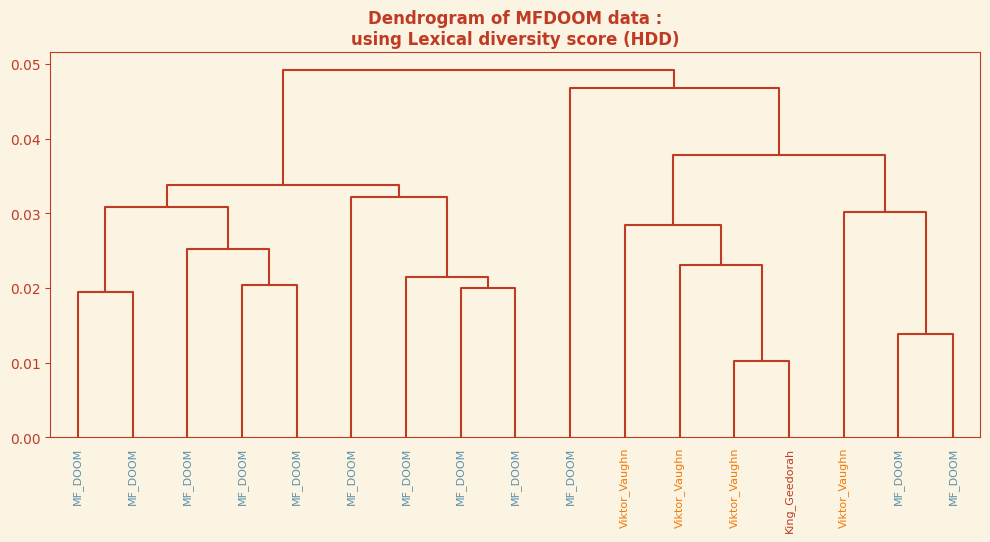 Dendrogram of MFDOOM data :
using Lexical diversity score (HDD)
0.05
0.04
0.03
0.02
0.01
0.00
MF_DOOM
MF_DOOM
MF_DOOM
MF_DOOM
MF_DOOM
MF_DOOM
MF_DOOM
MF_DOOM
MF_DOOM
MF_DOOM
Viktor_Vaughn
Viktor_Vaughn
Viktor_Vaughn
King_Geedorah
Viktor_Vaughn
MF_DOOM
MF_DOOM